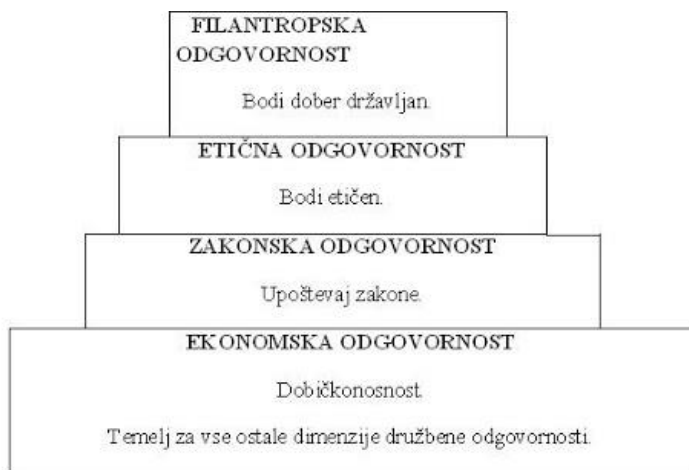 FILANTROPSKA
ODGOVORNOST
Bodi dober državljan.
ETIČNA ODGOVORNOST
Bodi etičen.
ZAKONSKA ODGOVORNOST
Upoštevaj zakone.
EKONOMSKA ODGOVORNOST
Dobičkonosnost.
Temelj za vse ostale dimenzije družbene odgovornosti.